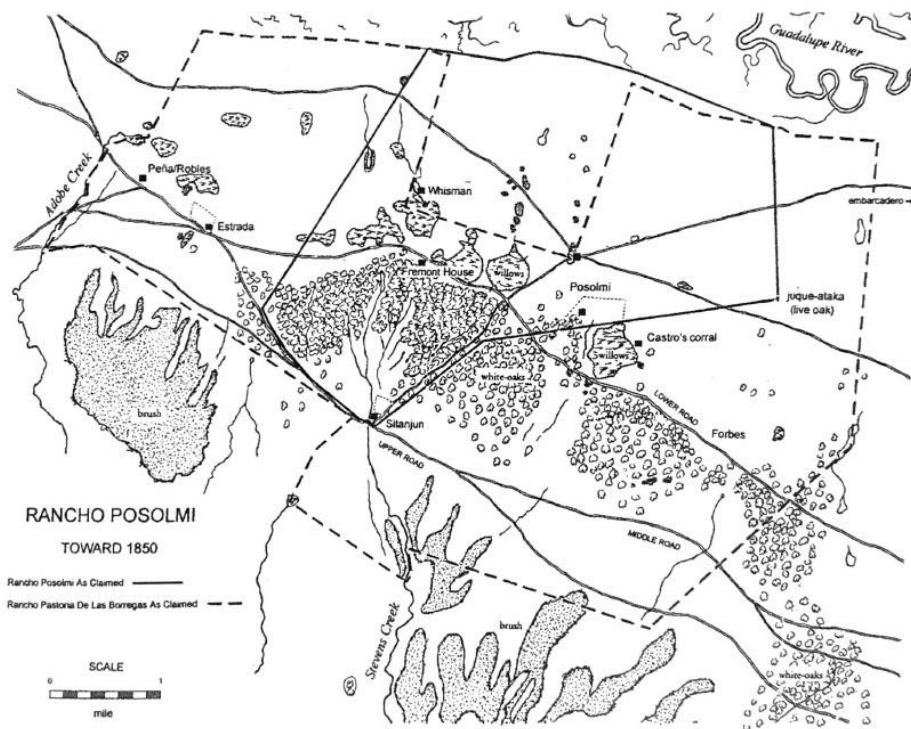 Guadalupe River
Adobe Creek
Peña/Robles
Whisman
embarcadero
Estrada
Fremont House
willows
Posolmi
juque-ataka
(live oak)
Castro's corral
willows
white-oaks
brush
LOWER ROAD
Sitanjun
Forbes
UPPER ROAD
RANCHO POSOLMI
TOWARD 1850
MIDDLE ROAD
Rancho Posolmi As Claimed
Rancho Pastoria De Las Borregas As Claimed
Stevens Creek
brush
SCALE
white-oaks
0 1
mile